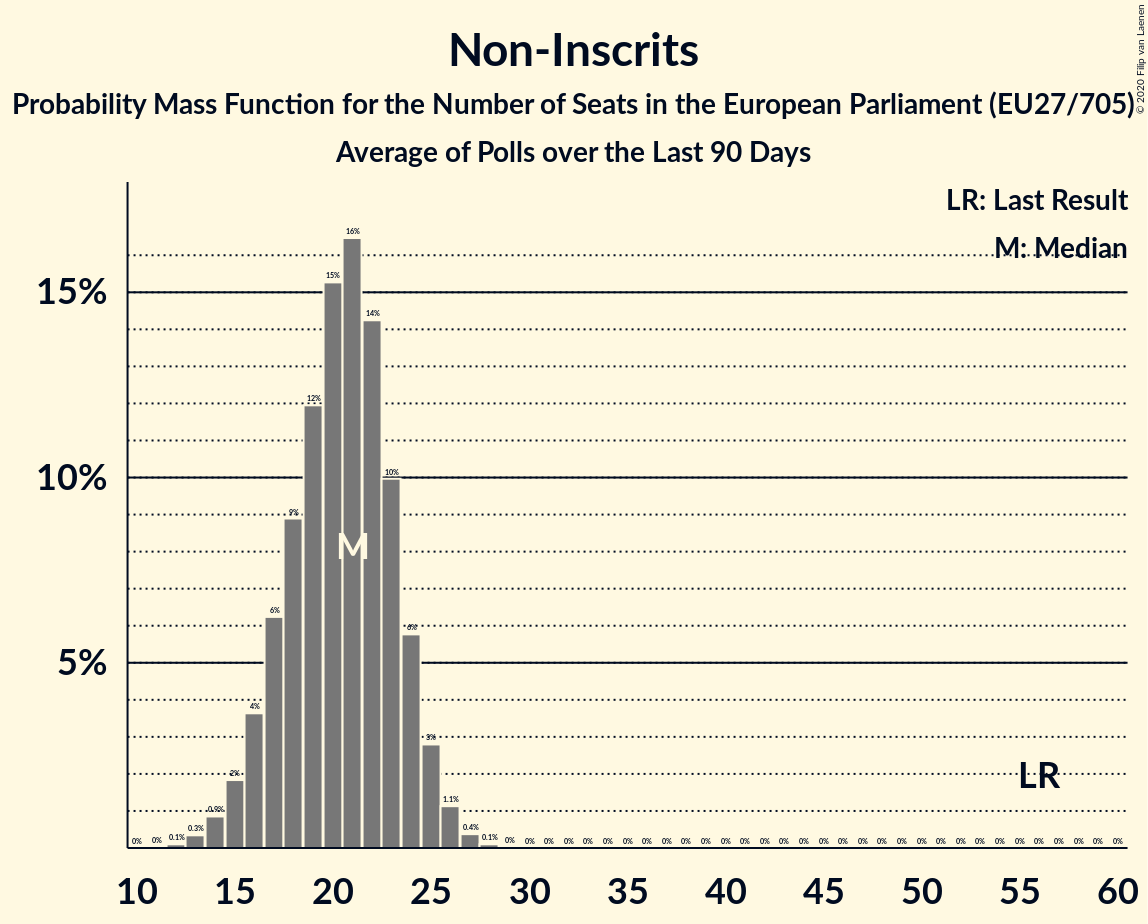 Non-Inscrits
Probability Mass Function for the Number of Seats in the European Parliament (EU27/705)
Average of Polls over the Last 90 Days
© 2020 Filip van Laenen
LR: Last Result
M: Median
15%
10%
5%
0% 0% 0.1% 0.3% 0.9% 2% 4% 6% 9% 12% 15% 16% 14% 10% 6% 3% 1.1% 0.4% 0.1% 0% 0% 0% 0% 0% 0% 0% 0% 0% 0% 0% 0% 0% 0% 0% 0% 0% 0% 0% 0% 0% 0% 0% 0% 0% 0% 0% 0% 0% 0% 0% 0%
M
LR
10 15 20 25 30 35 40 45 50 55 60